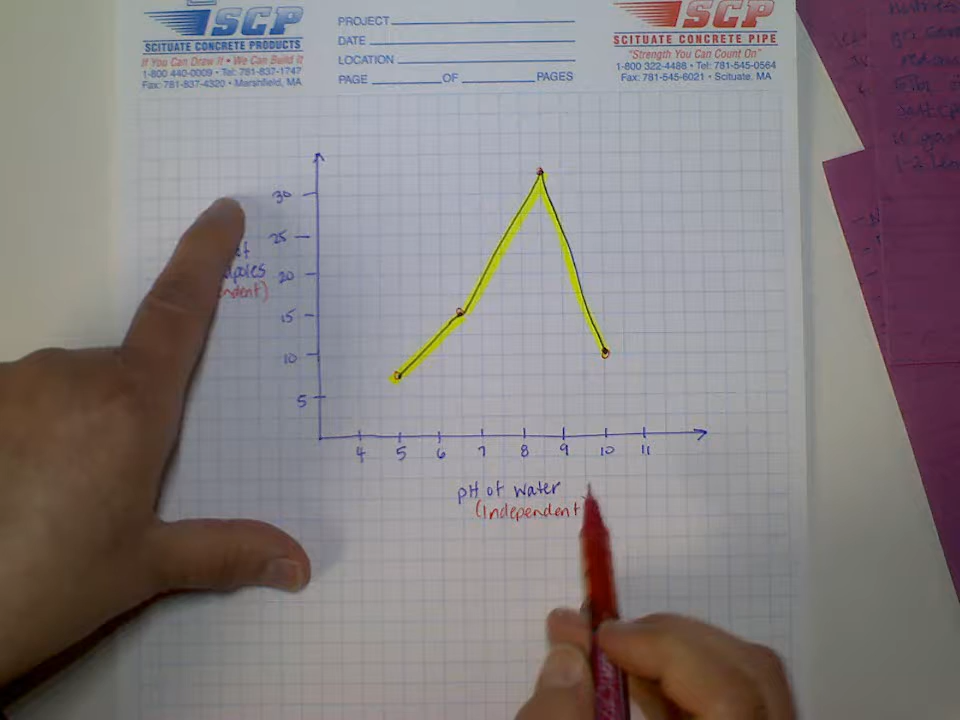 SCP
SITUATE CONCRETE PRODUCTS
If You Can Draw It • We Can Build It
1-800 440-0009 • Tel: 781-837-1747
Fax: 781-837-4320 • Marshfield, MA
PROJECT
DATE
LOCATION
PAGE OF PAGES
SCP
SCITUATE CONCRETE PIPE
"Strength You Can Count On"
1-800 322-4486 • Tel: 781-545-0564
Fax: 781-545-6021 • Scituate, MA
30
25
20
15
10
5
4 5 6 7 8 9 10 11
pH of water
(Independent